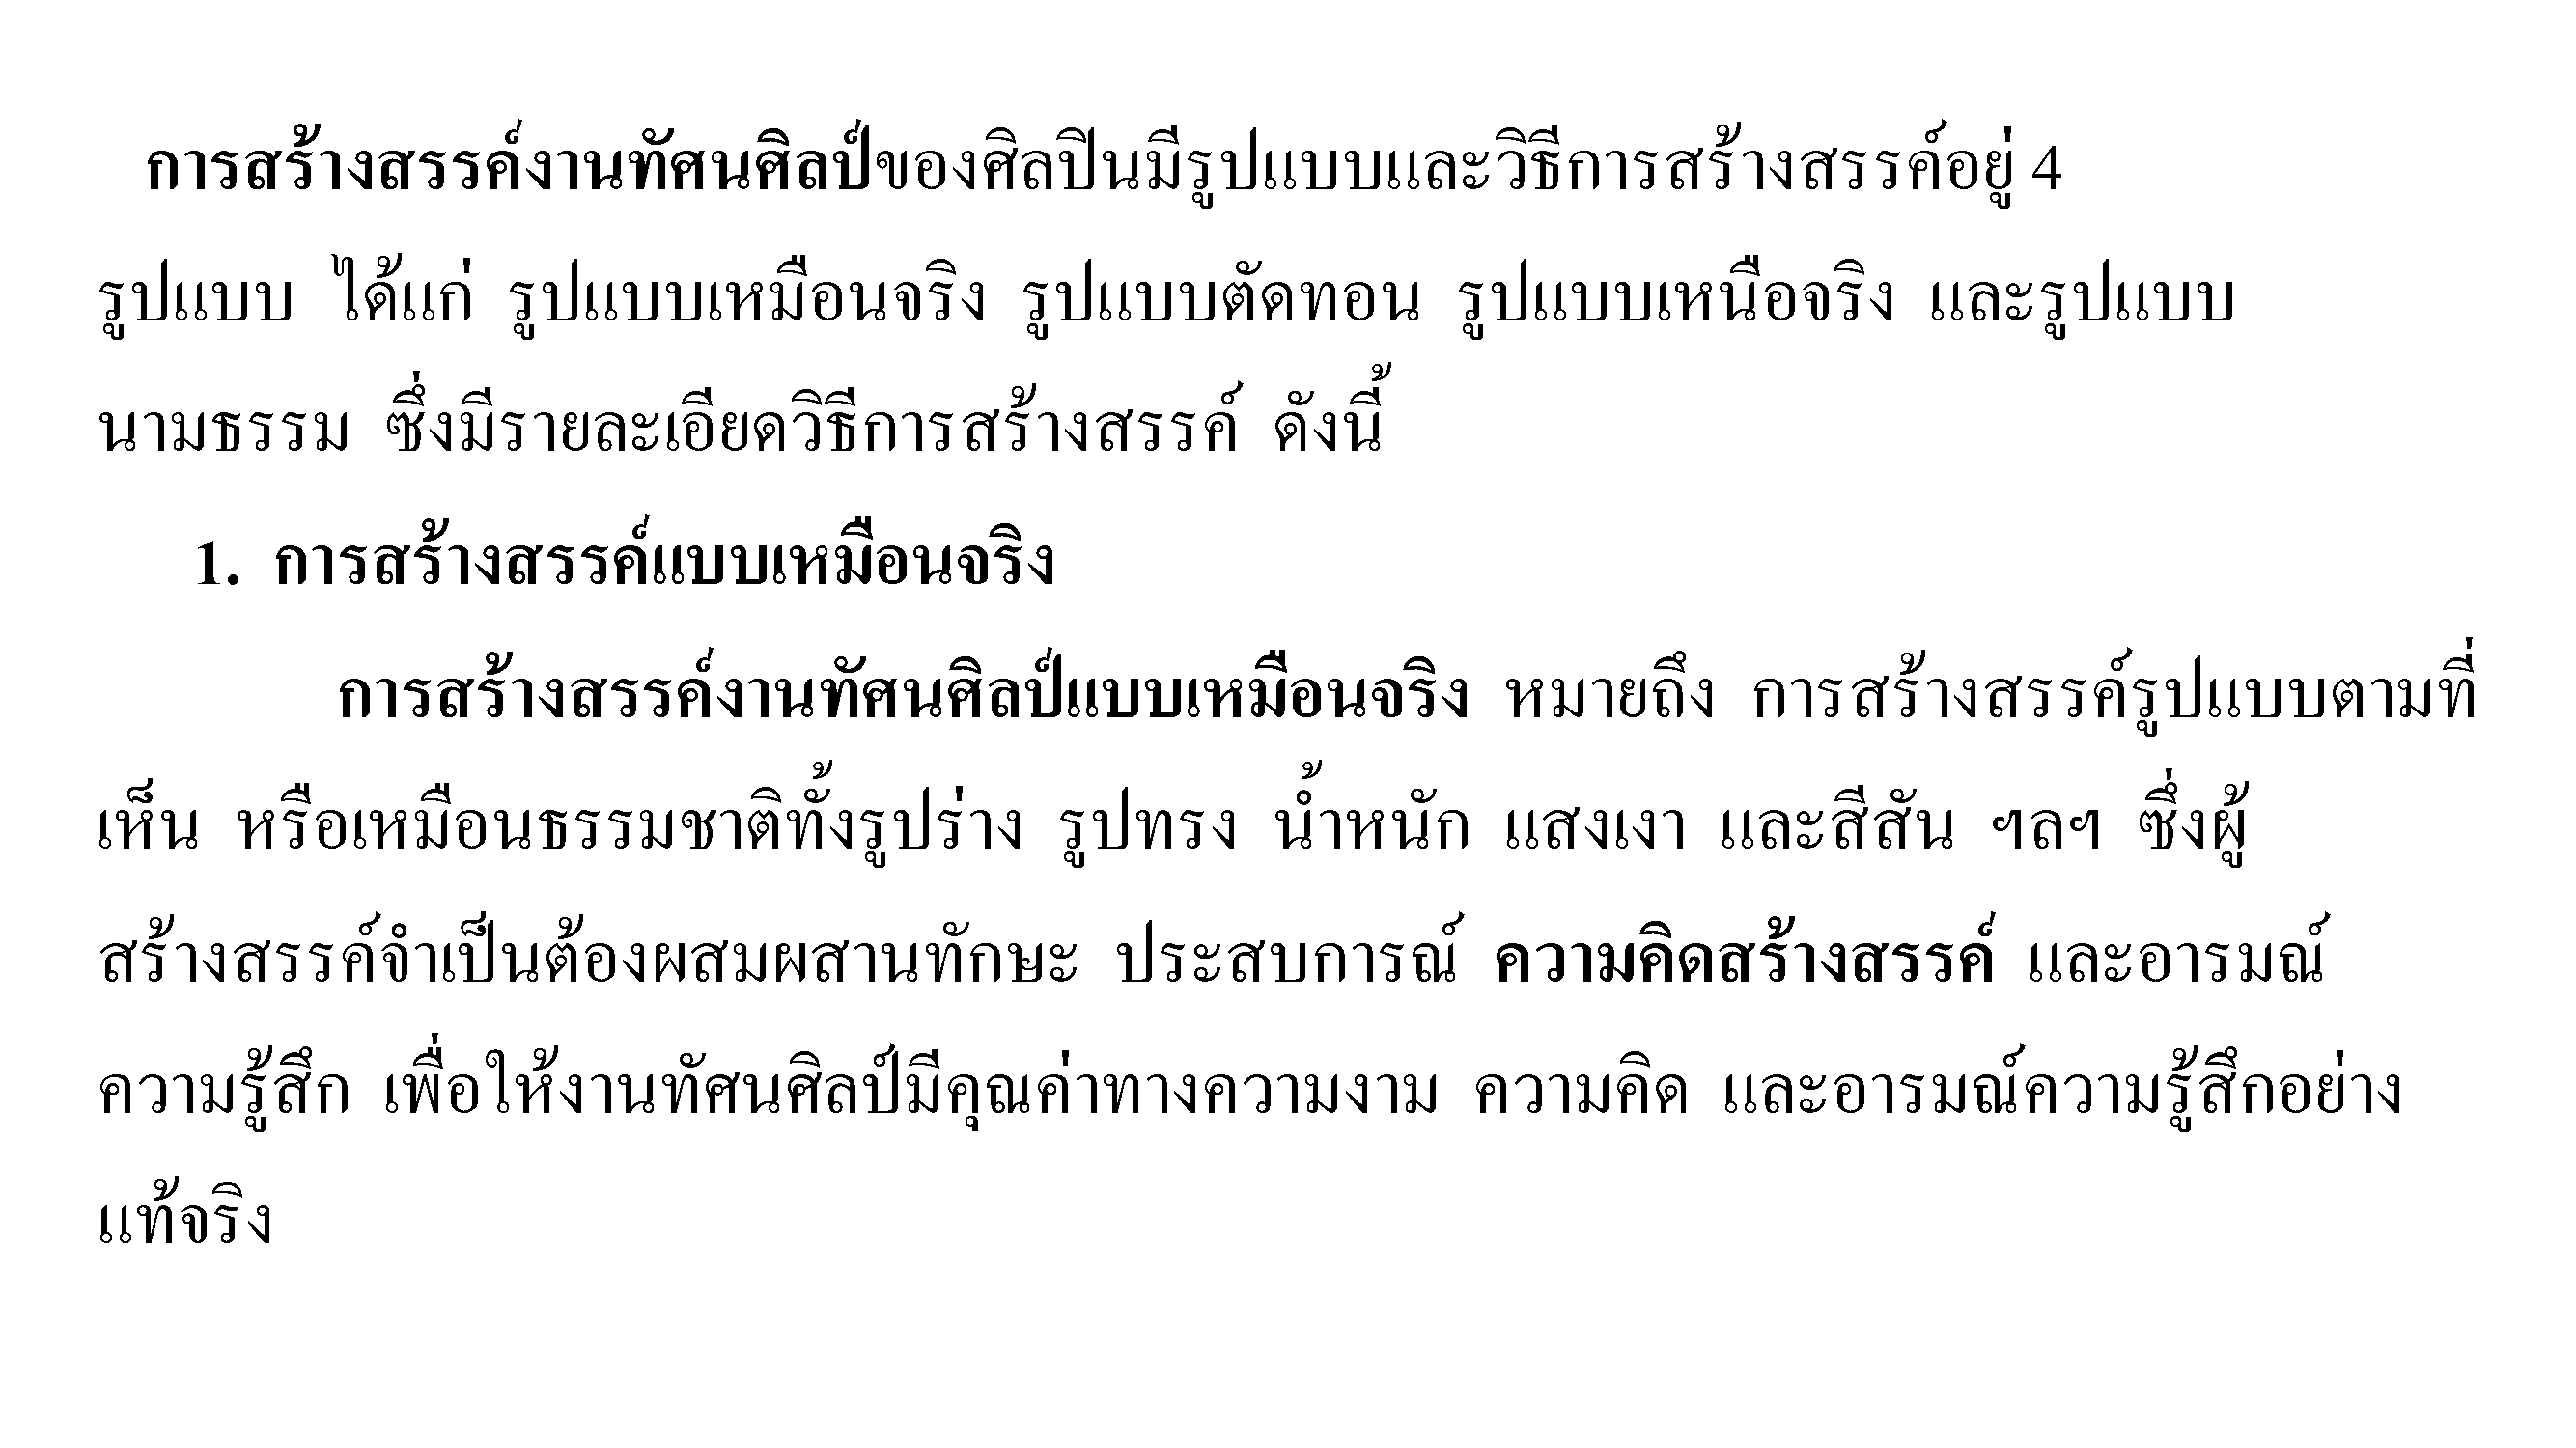 การสร้างสรรค์งานทัศนศิลป์ของศิลปินมีรูปแบบและวิธีการสร้างสรรค์อยู่ 4
รูปแบบ ได้แก่ รูปแบบเหมือนจริง รูปแบบตัดทอน รูปแบบเหนือจริง และรูปแบบ
นามธรรม ซึ่งมีรายละเอียดวิธีการสร้างสรรค์ ดังนี้
1. การสร้างสรรค์แบบเหมือนจริง
การสร้างสรรค์งานทัศนศิลป์แบบเหมือนจริง หมายถึง การสร้างสรรค์รูปแบบตามที่
เห็น หรือเหมือนธรรมชาติทั้งรูปร่าง รูปทรง น้ำหนัก แสงเงา และสีสัน ฯลฯ ซึ่งผู้
สร้างสรรค์จำเป็นต้องผสมผสานทักษะ ประสบการณ์ ความคิดสร้างสรรค์ และอารมณ์
ความรู้สึก เพื่อให้งานทัศนศิลป์มีคุณค่าทางความงาม ความคิด และอารมณ์ความรู้สึกอย่าง
แท้จริง